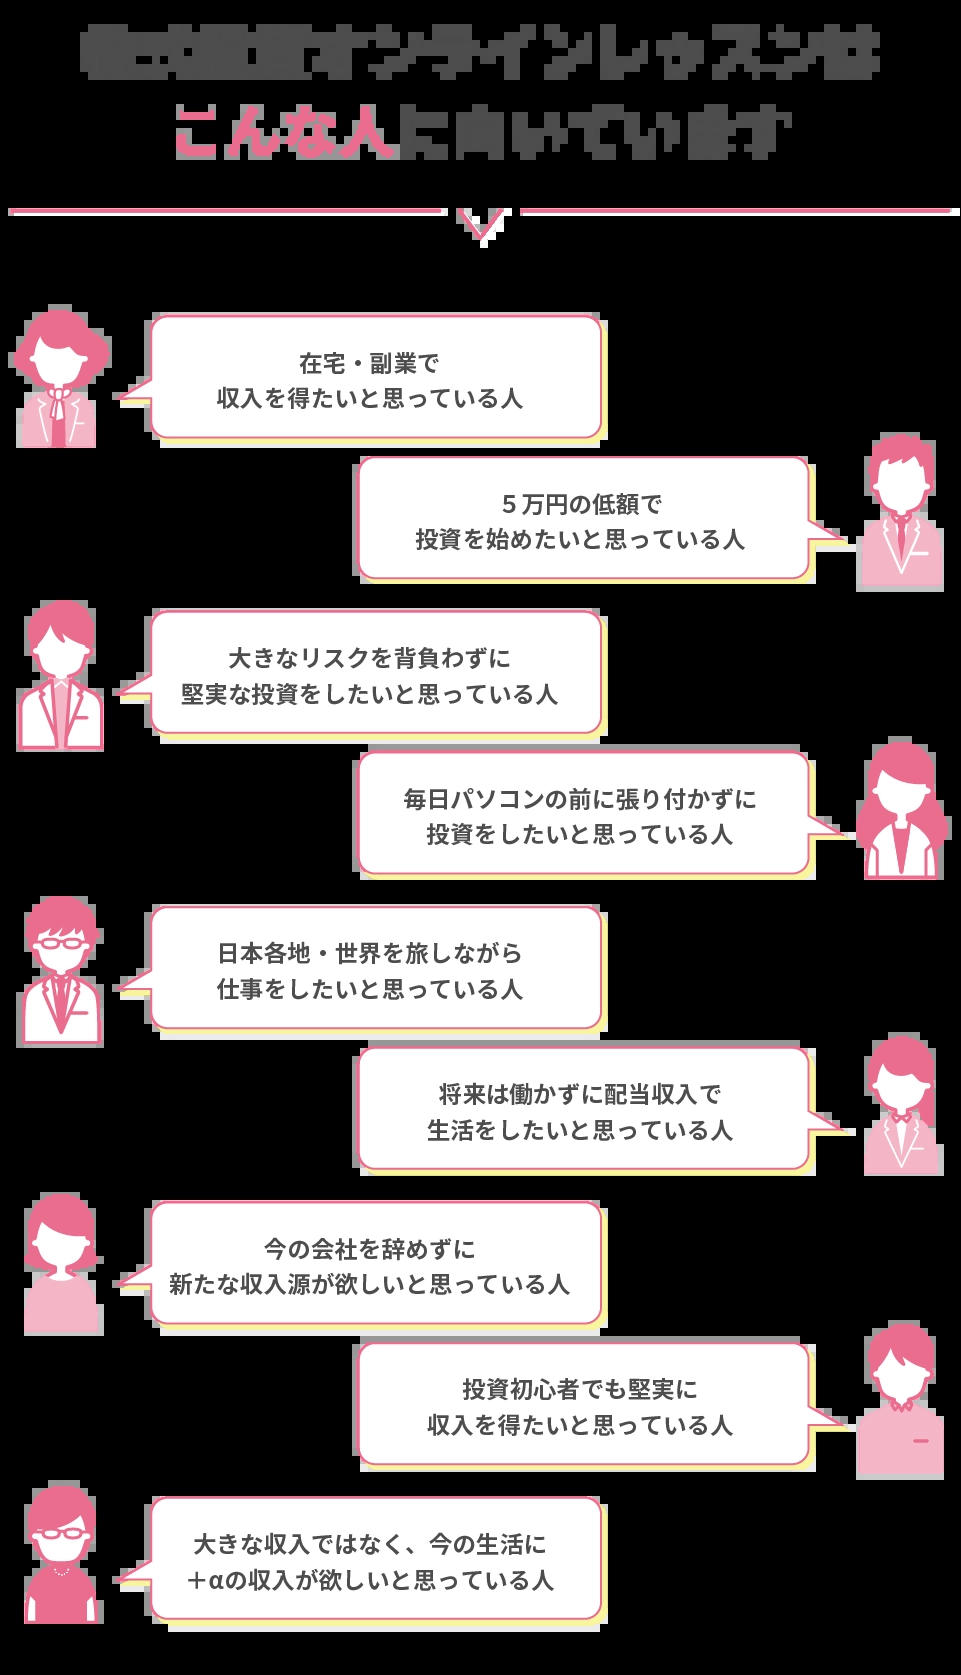 オンラインレッスンは
こんな人に向いています
在宅・副業で
収入を得たいと思っている人
５万円の低額で
投資を始めたいと思っている人
大きなリスクを背負わずに
堅実な投資をしたいと思っている人
毎日パソコンの前に張り付かずに
投資をしたいと思っている人
日本各地・世界を旅しながら
仕事をしたいと思っている人
将来は働かずに配当収入で
生活をしたいと思っている人
今の会社を辞めずに
新たな収入源が欲しいと思っている人
投資初心者でも堅実に
収入を得たいと思っている人
大きな収入ではなく、今の生活に
＋αの収入が欲しいと思っている人